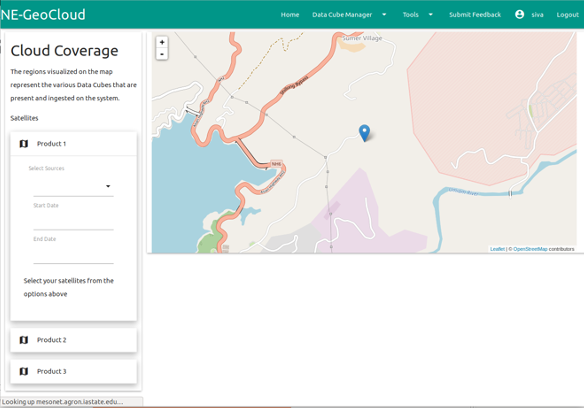 NE-GeoCloud
Home
Data Cube Manager
Tools
Submit Feedback
siva
Logout
Cloud Coverage
The regions visualized on the map
represent the various Data Cubes that are
present and ingested on the system.
Satellites
Product 1
Select Sources
Start Date
End Date
Select your satellites from the
options above
Product 2
Product 3
+
-
Sumer Village
Leaflet | © OpenStreetMap contributors
Looking up mesonet.agron.iastate.edu...